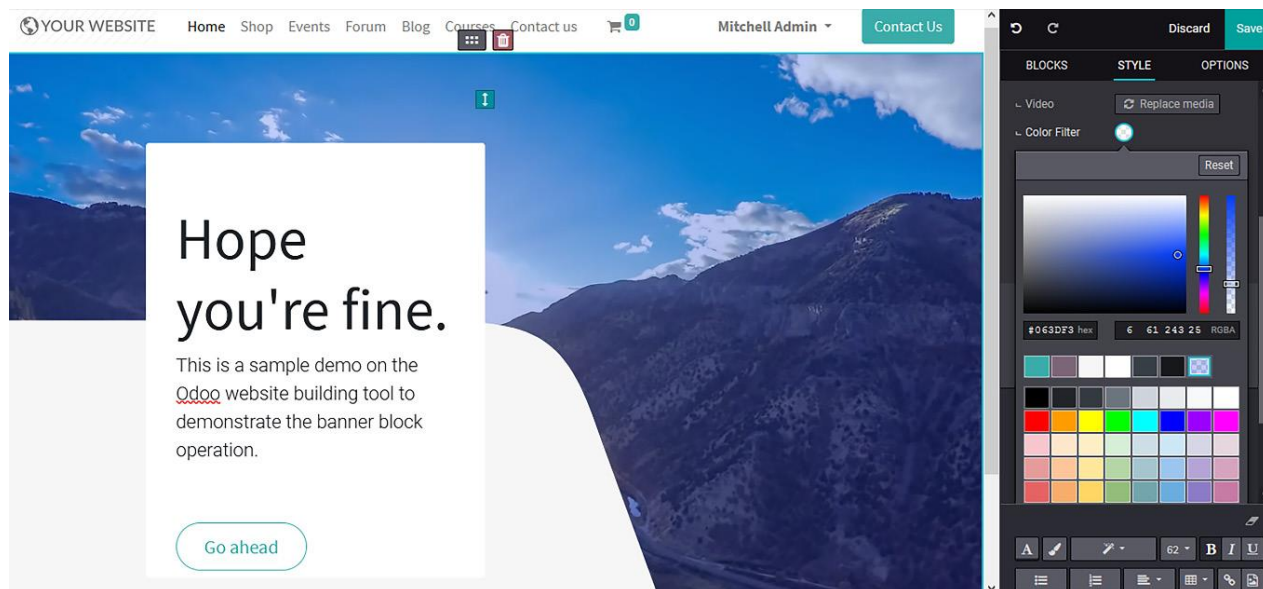 YOUR WEBSITE Home Shop Events Forum Blog Courses Contact us 0 Mitchell Admin Contact Us
Discard Save
BLOCKS STYLE OPTIONS
Video Replace media
Color Filter
Reset
#063DF3 hex 6 61 243 25 RGBA
Hope
you're fine.
This is a sample demo on the
Odoo website building tool to
demonstrate the banner block
operation.
Go ahead
A 62 B I U